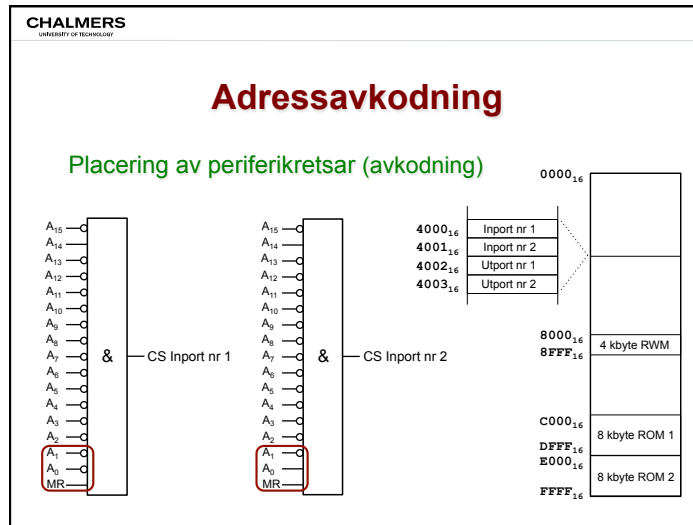 CHALMERS
UNIVERSITY OF TECHNOLOGY
Adressavkodning
Placering av periferikretsar (avkodning)
A₁₅
A₁₄
A₁₃
A₁₂
A₁₁
A₁₀
A₉
A₈
A₇
A₆
A₅
A₄
A₃
A₂
A₁
A₀
MR
&
CS Inport nr 1
A₁₅
A₁₄
A₁₃
A₁₂
A₁₁
A₁₀
A₉
A₈
A₇
A₆
A₅
A₄
A₃
A₂
A₁
A₀
MR
&
CS Inport nr 2
4000₁₆ Inport nr 1
4001₁₆ Inport nr 2
4002₁₆ Utport nr 1
4003₁₆ Utport nr 2
0000₁₆
8000₁₆
4 kbyte RWM
8FFF₁₆
C000₁₆
8 kbyte ROM 1
DFFF₁₆
E000₁₆
8 kbyte ROM 2
FFFF₁₆